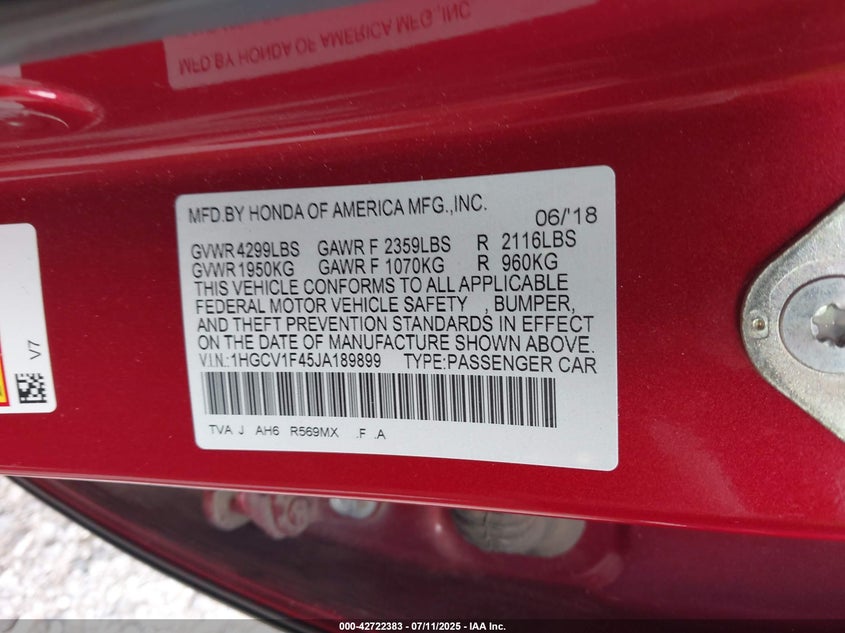 MFD.BY HONDA OF AMERICA MFG.,INC
MFD.BY HONDA OF AMERICA MFG.,INC. 06/'18
GVWR 4299LBS GAWR F 2359LBS R 2116LBS
GVWR 1950KG GAWR F 1070KG R 960KG
THIS VEHICLE CONFORMS TO ALL APPLICABLE
FEDERAL MOTOR VEHICLE SAFETY , BUMPER,
AND THEFT PREVENTION STANDARDS IN EFFECT
ON THE DATE OF MANUFACTURE SHOWN ABOVE.
V.I.N.:1HGCV1F45JA189899 TYPE:PASSENGER CAR
TVA J AH6 R569MX .F .A
V7
000-42722383 - 07/11/2025 - IAA Inc.